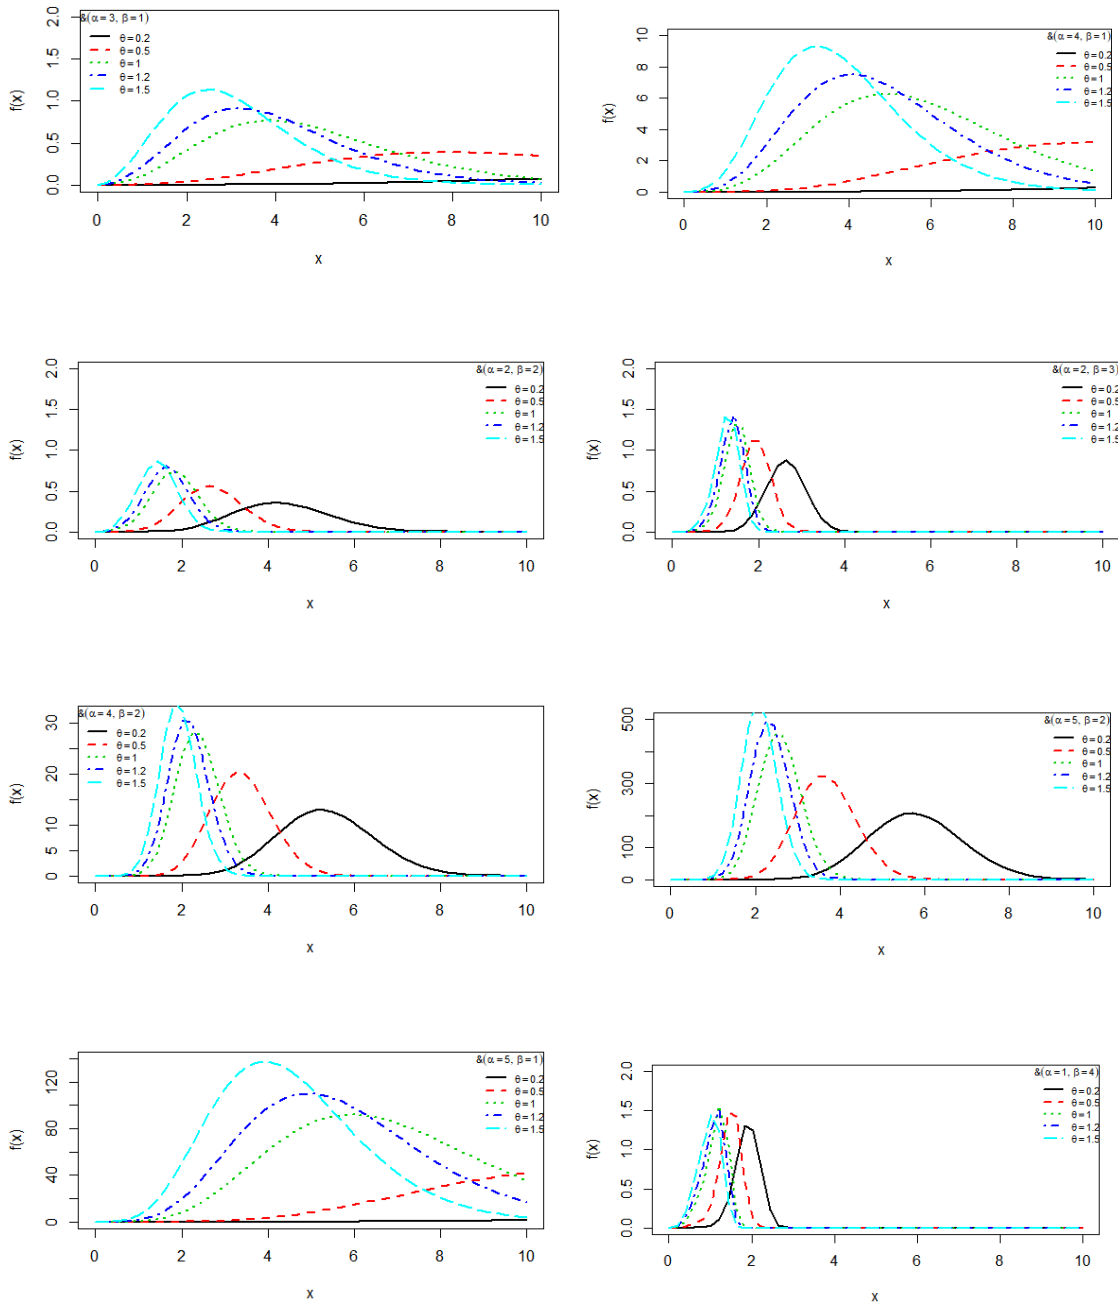 &(α=3, β=1)
θ=0.2
θ=0.5
θ=1
θ=1.2
θ=1.5
f(x)
0.0 0.5 1.0 1.5 2.0
0 2 4 6 8 10
x
&(α=4, β=1)
θ=0.2
θ=0.5
θ=1
θ=1.2
θ=1.5
f(x)
0 2 4 6 8 10
0 2 4 6 8 10
x
&(α=2, β=2)
θ=0.2
θ=0.5
θ=1
θ=1.2
θ=1.5
f(x)
0.0 0.5 1.0 1.5 2.0
0 2 4 6 8 10
x
&(α=2, β=3)
θ=0.2
θ=0.5
θ=1
θ=1.2
θ=1.5
f(x)
0.0 0.5 1.0 1.5 2.0
0 2 4 6 8 10
x
&(α=4, β=2)
θ=0.2
θ=0.5
θ=1
θ=1.2
θ=1.5
f(x)
0 5 10 20 30
0 2 4 6 8 10
x
&(α=5, β=2)
θ=0.2
θ=0.5
θ=1
θ=1.2
θ=1.5
f(x)
0 100 300 500
0 2 4 6 8 10
x
&(α=5, β=1)
θ=0.2
θ=0.5
θ=1
θ=1.2
θ=1.5
f(x)
0 40 80 120
0 2 4 6 8 10
x
&(α=1, β=4)
θ=0.2
θ=0.5
θ=1
θ=1.2
θ=1.5
f(x)
0.0 0.5 1.0 1.5 2.0
0 2 4 6 8 10
x